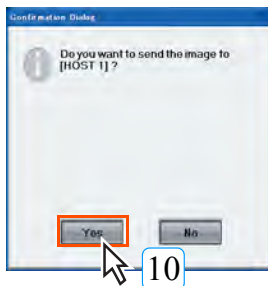 Confirmation Dialog
Do you want to send the image to
[HOST 1] ?
Yes
No
10